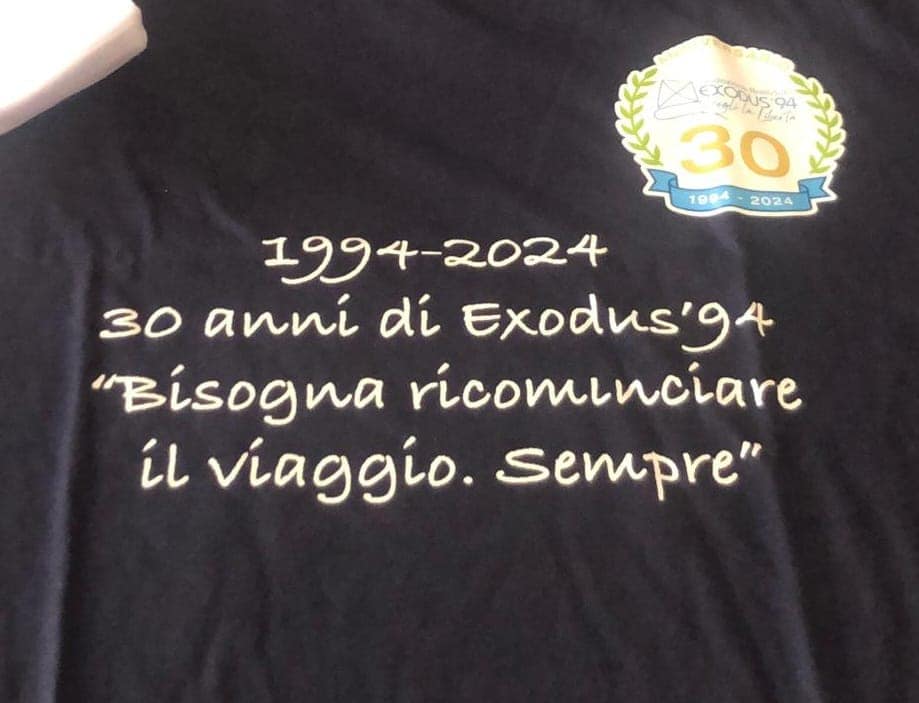 EXODUS'94
30
1994 - 2024
1994-2024
30 anni di Exodus'94
“Bisogna ricominciare
il viaggio. Sempre”